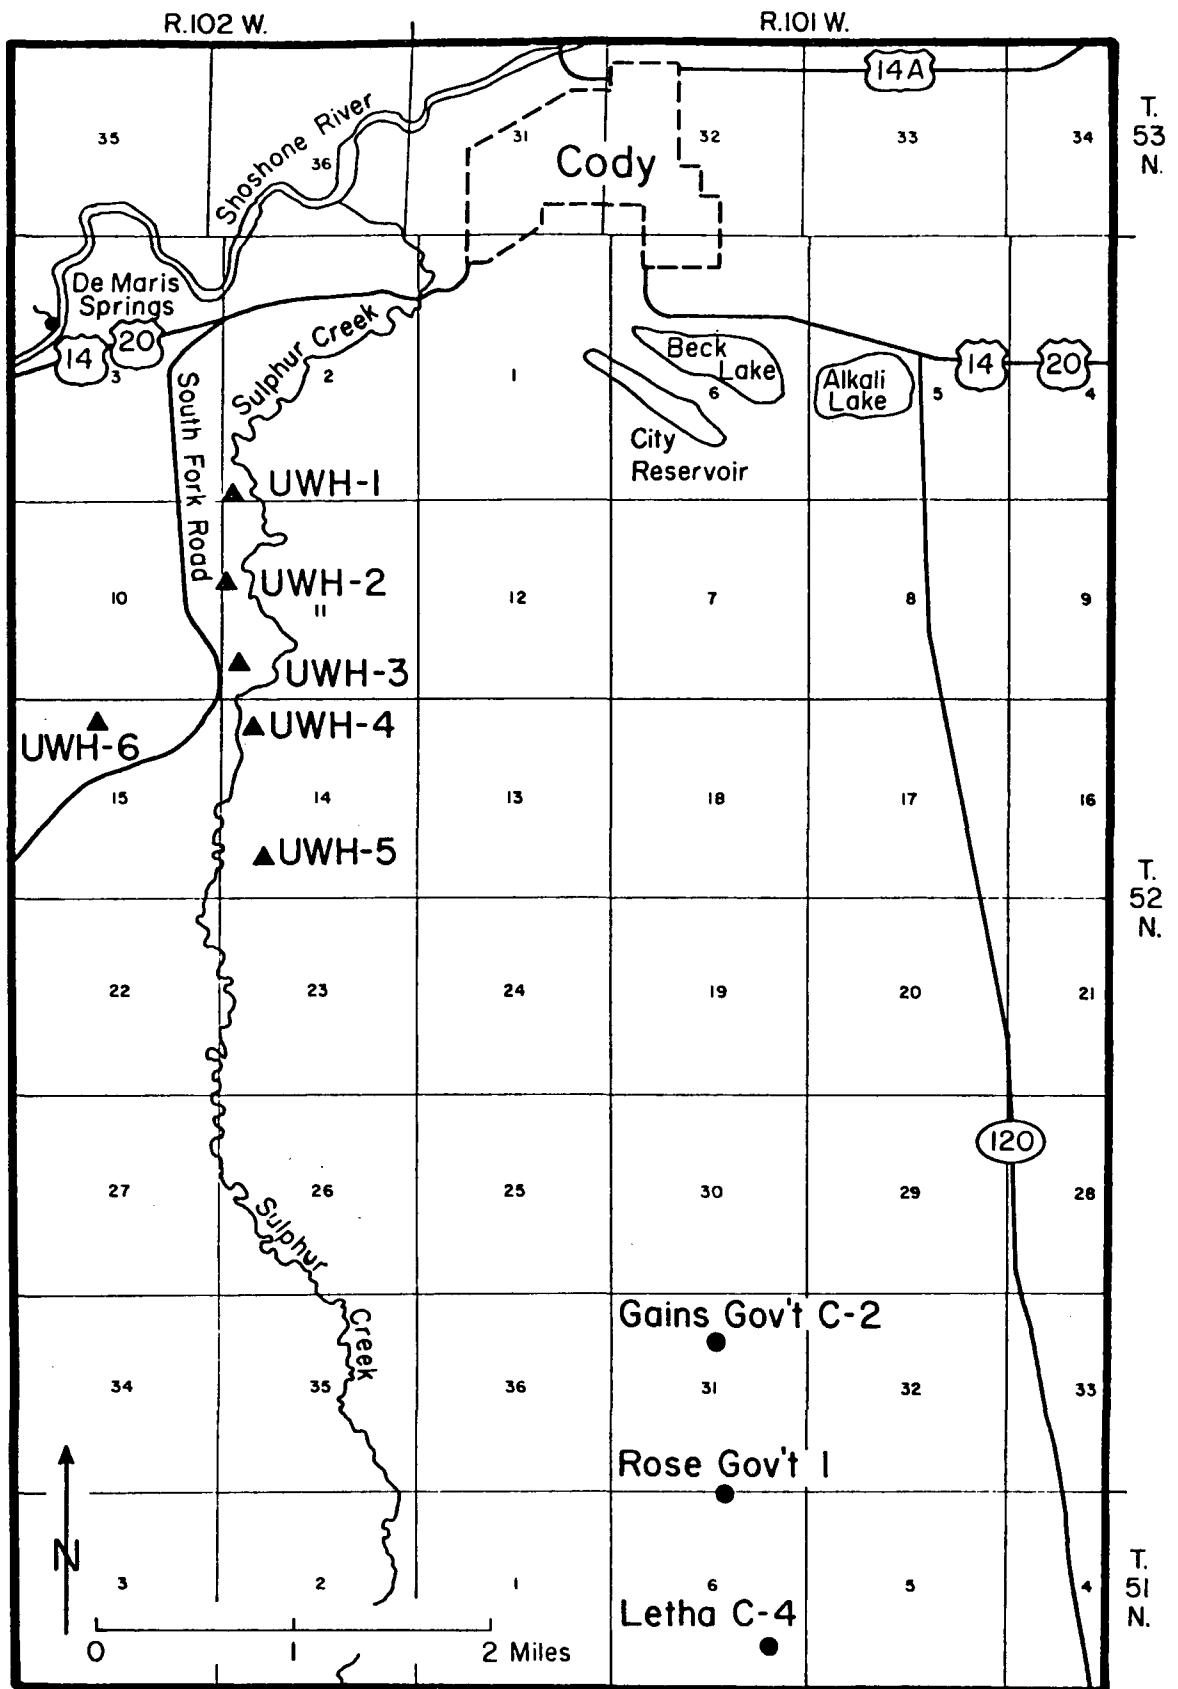 R.102 W.
R.101 W.
14A
T.
53
N.
35
36
31
32
33
34
Shoshone River
Cody
De Maris
Springs
14
20
3
Sulphur Creek
2
1
Beck
Lake
6
Alkali
Lake
5
14
20
4
City
Reservoir
South Fork Road
UWH-1
UWH-2
10
11
12
7
8
9
UWH-3
UWH-4
UWH-6
15
14
13
18
17
16
UWH-5
T.
52
N.
22
23
24
19
20
21
120
27
26
25
30
29
28
Sulphur
Creek
Gains Gov't C-2
34
35
36
31
32
33
Rose Gov't 1
N
3
2
1
6
5
4
T.
51
N.
Letha C-4
0
1
2 Miles